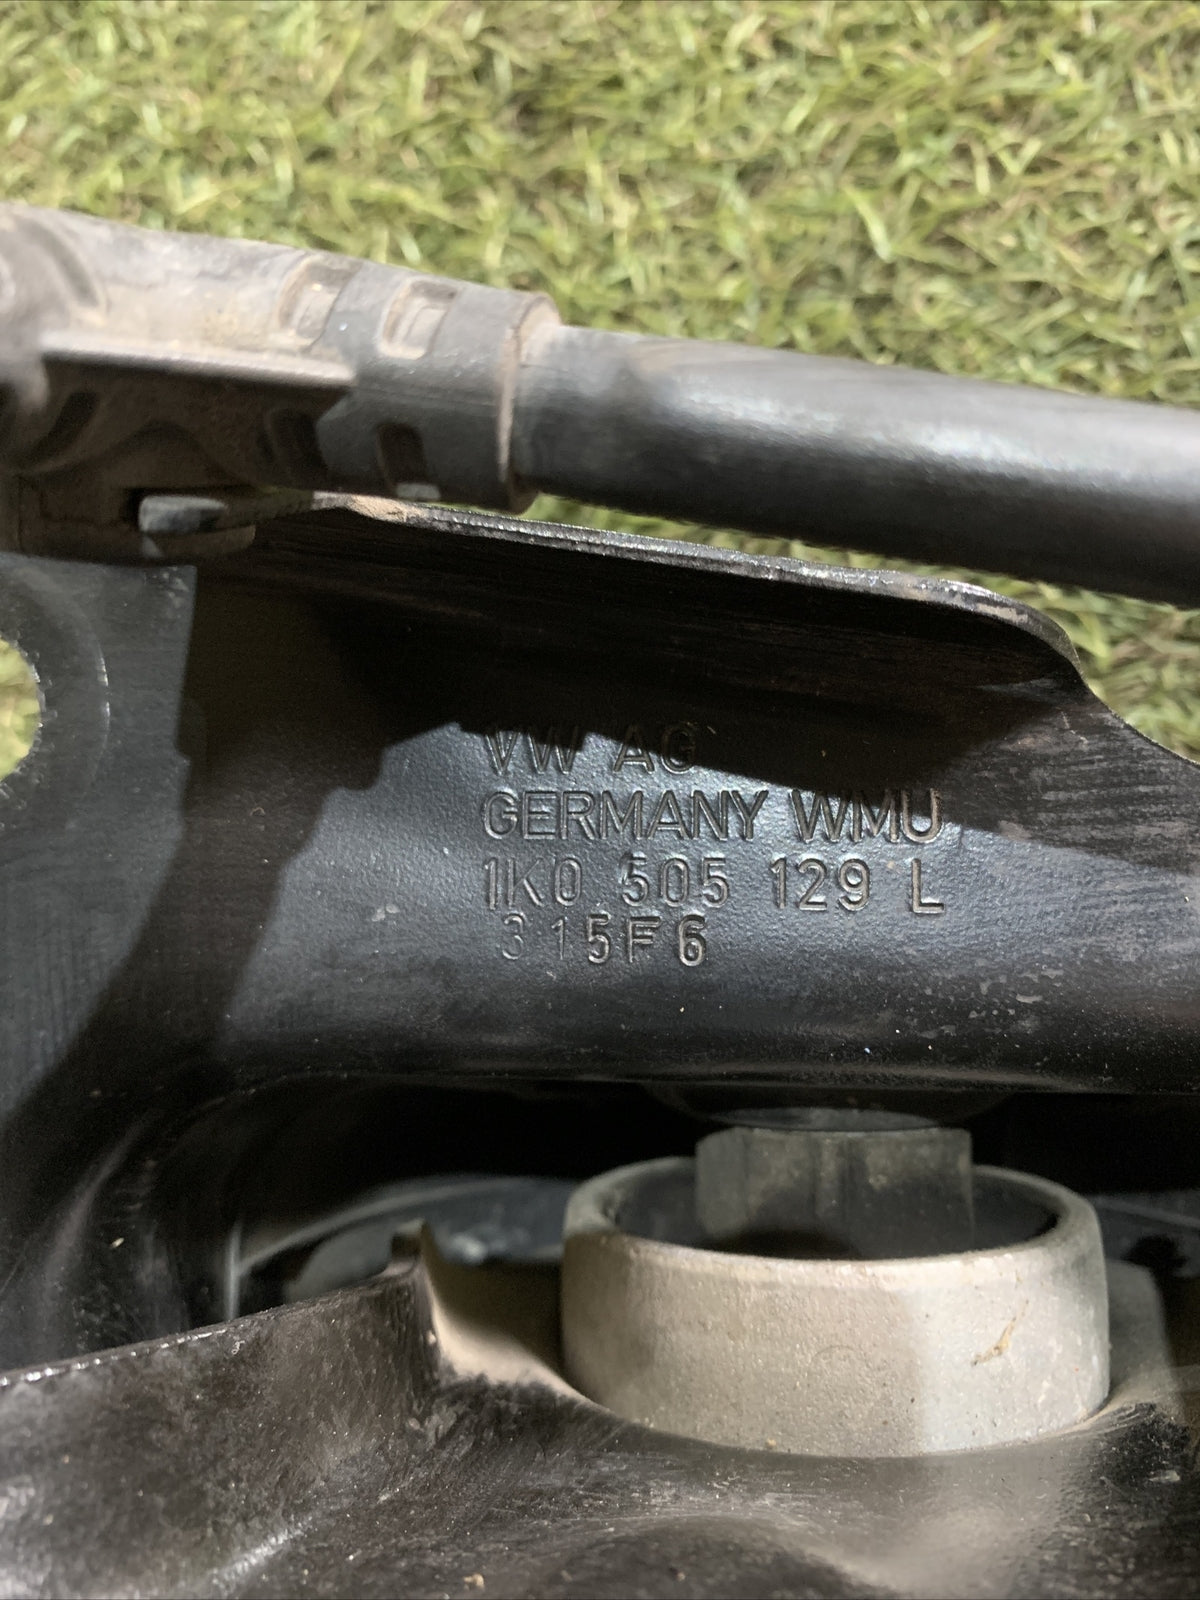 VW AG
GERMANY WMU
1K0 505 129 L
315F6